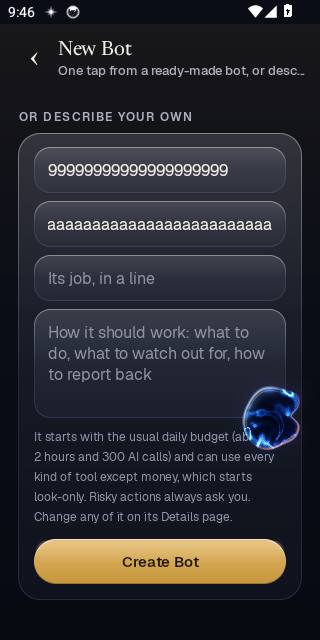 9:46
New Bot
One tap from a ready-made bot, or desc...
OR DESCRIBE YOUR OWN
99999999999999999999
aaaaaaaaaaaaaaaaaaaaaaaaa
Its job, in a line
How it should work: what to
do, what to watch out for, how
to report back
It starts with the usual daily budget
2 hours and 300 AI calls) and can use every
kind of tool except money, which starts
look-only. Risky actions always ask you.
Change any of it on its Details page.
Create Bot